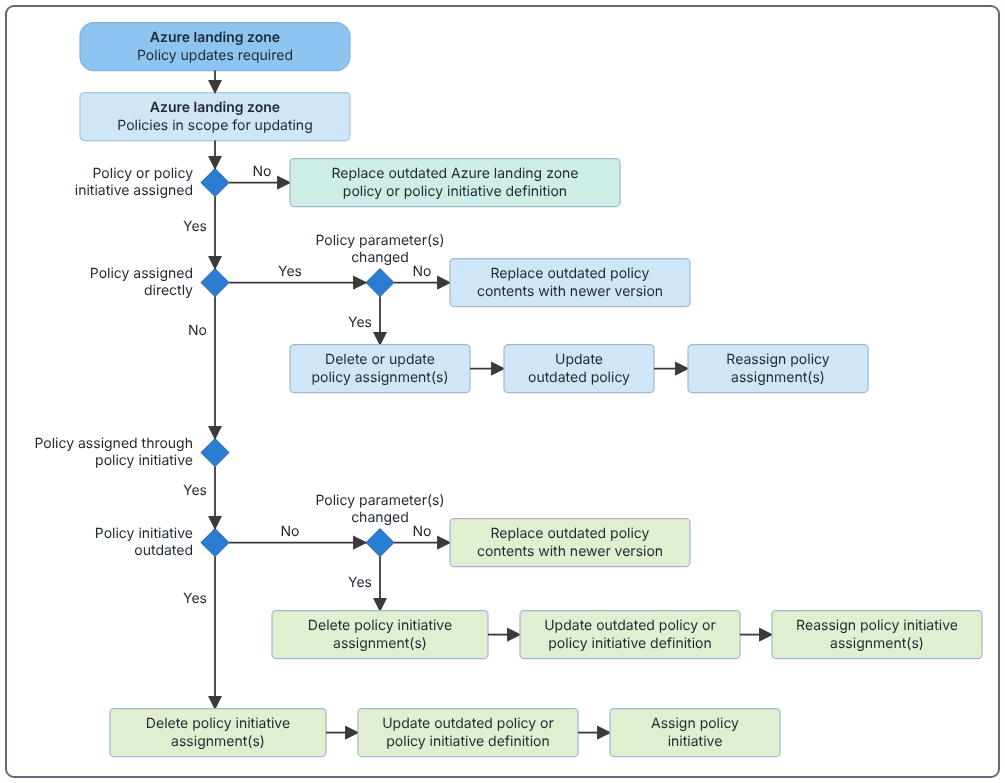 Azure landing zone
Policy updates required
Azure landing zone
Policies in scope for updating
Policy or policy
initiative assigned
No
Replace outdated Azure landing zone
policy or policy initiative definition
Yes
Policy assigned
directly
Yes
Policy parameter(s)
changed
No
Replace outdated policy
contents with newer version
No
Yes
Delete or update
policy assignment(s)
Update
outdated policy
Reassign policy
assignment(s)
Policy assigned through
policy initiative
Yes
Policy initiative
outdated
No
Policy parameter(s)
changed
No
Replace outdated policy
contents with newer version
Yes
Yes
Delete policy initiative
assignment(s)
Update outdated policy or
policy initiative definition
Reassign policy initiative
assignment(s)
Delete policy initiative
assignment(s)
Update outdated policy or
policy initiative definition
Assign policy
initiative